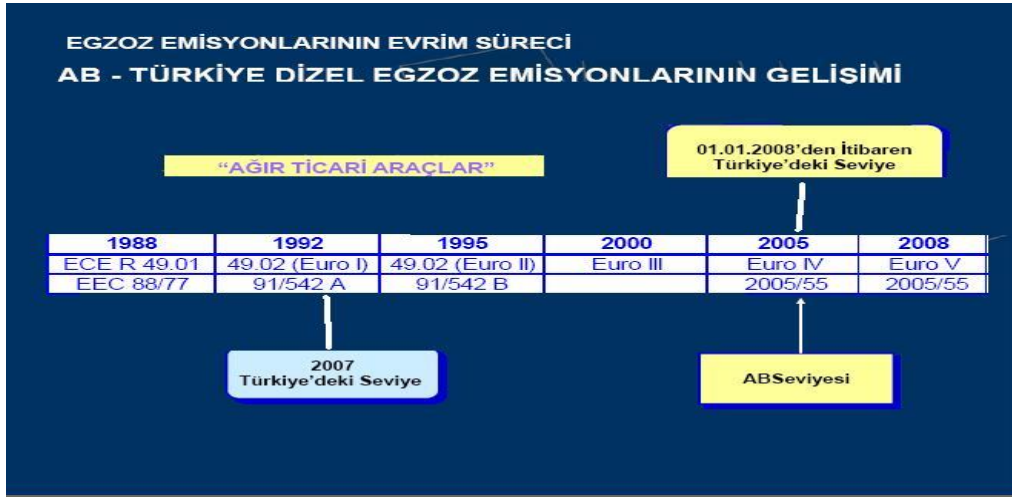 EGZOZ EMİSYONLARININ EVRİM SÜRECİ
AB - TÜRKİYE DİZEL EGZOZ EMİSYONLARININ GELİŞİMİ
01.01.2008'den İtibaren
Türkiye'deki Seviye
“AĞIR TİCARİ ARAÇLAR”
1988 1992 1995 2000 2005 2008
ECE R 49.01 49.02 (Euro I) 49.02 (Euro II) Euro III Euro IV Euro V
EEC 88/77 91/542 A 91/542 B 2005/55 2005/55
2007
Türkiye'deki Seviye
ABSeviyesi